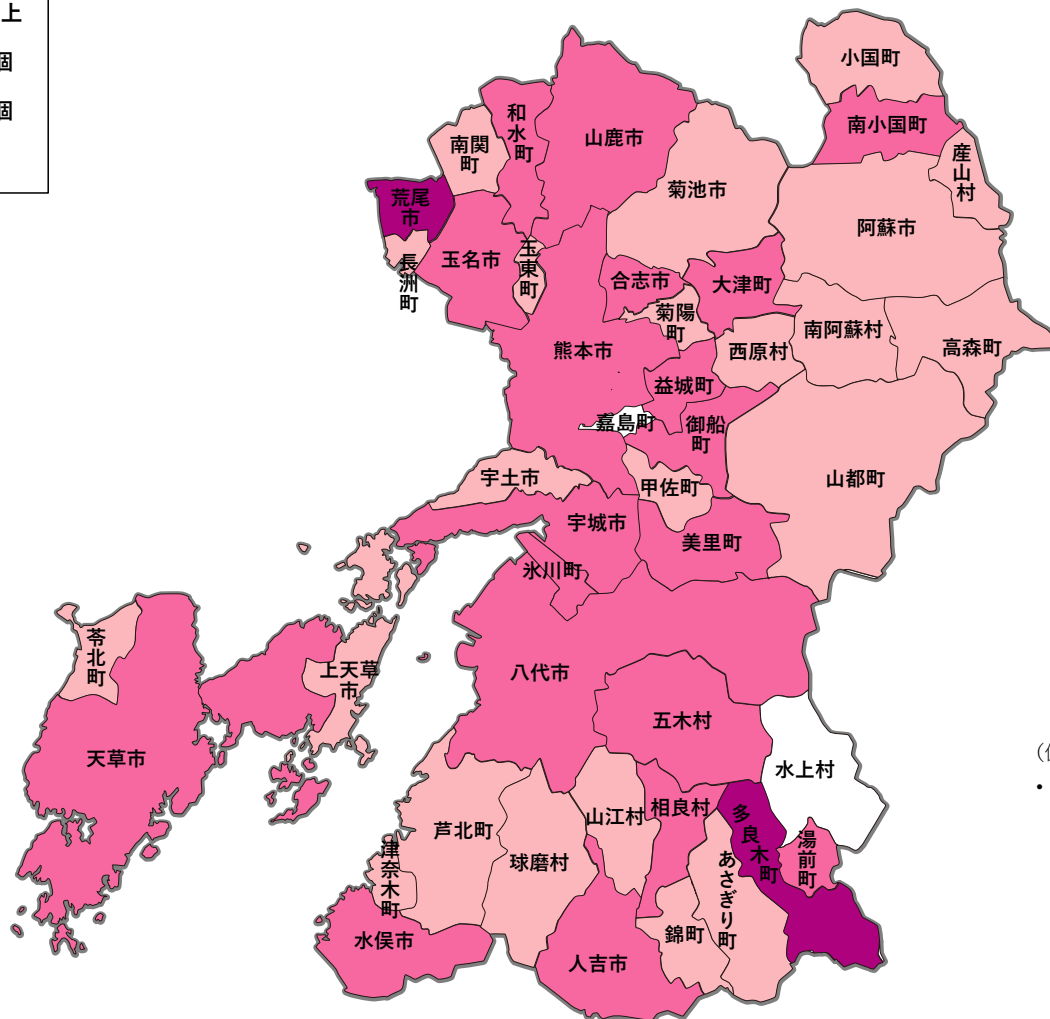 上
個
個
小国町
南小国町
産山村
和水町
山鹿市
南関
町
菊池市
荒尾
市
阿蘇市
長洲町
玉名市
玉東町
合志市
大津町
菊陽
町
南阿蘇村
熊本市
西原村
高森町
益城町
嘉島町
御船
町
宇土市
甲佐町
山都町
宇城市
美里町
氷川町
苓北町
上天草
市
八代市
五木村
天草市
水上村
(
・
山江村
相良村
多良木町
芦北町
湯前町
津奈木町
球磨村
あさぎり町
水俣市
錦町
人吉市